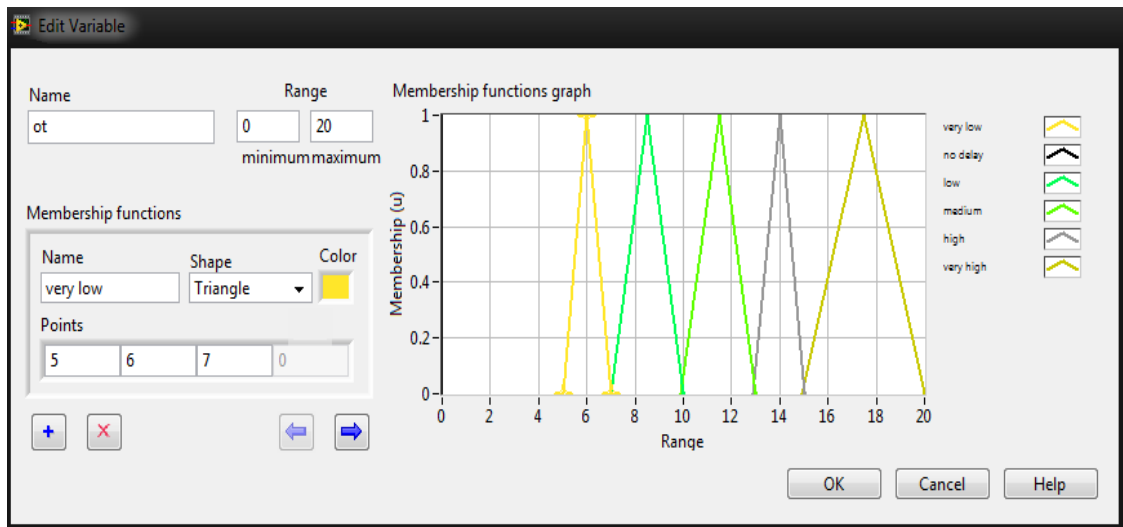 Edit Variable
Name
Range
ot
0
20
minimum maximum
Membership functions
Name
Shape
Color
very low
Triangle
Points
5
6
7
0
Membership functions graph
Membership (u)
1
0.8
0.6
0.4
0.2
0
0 2 4 6 8 10 12 14 16 18 20
Range
very low
no delay
low
medium
high
very high
OK
Cancel
Help